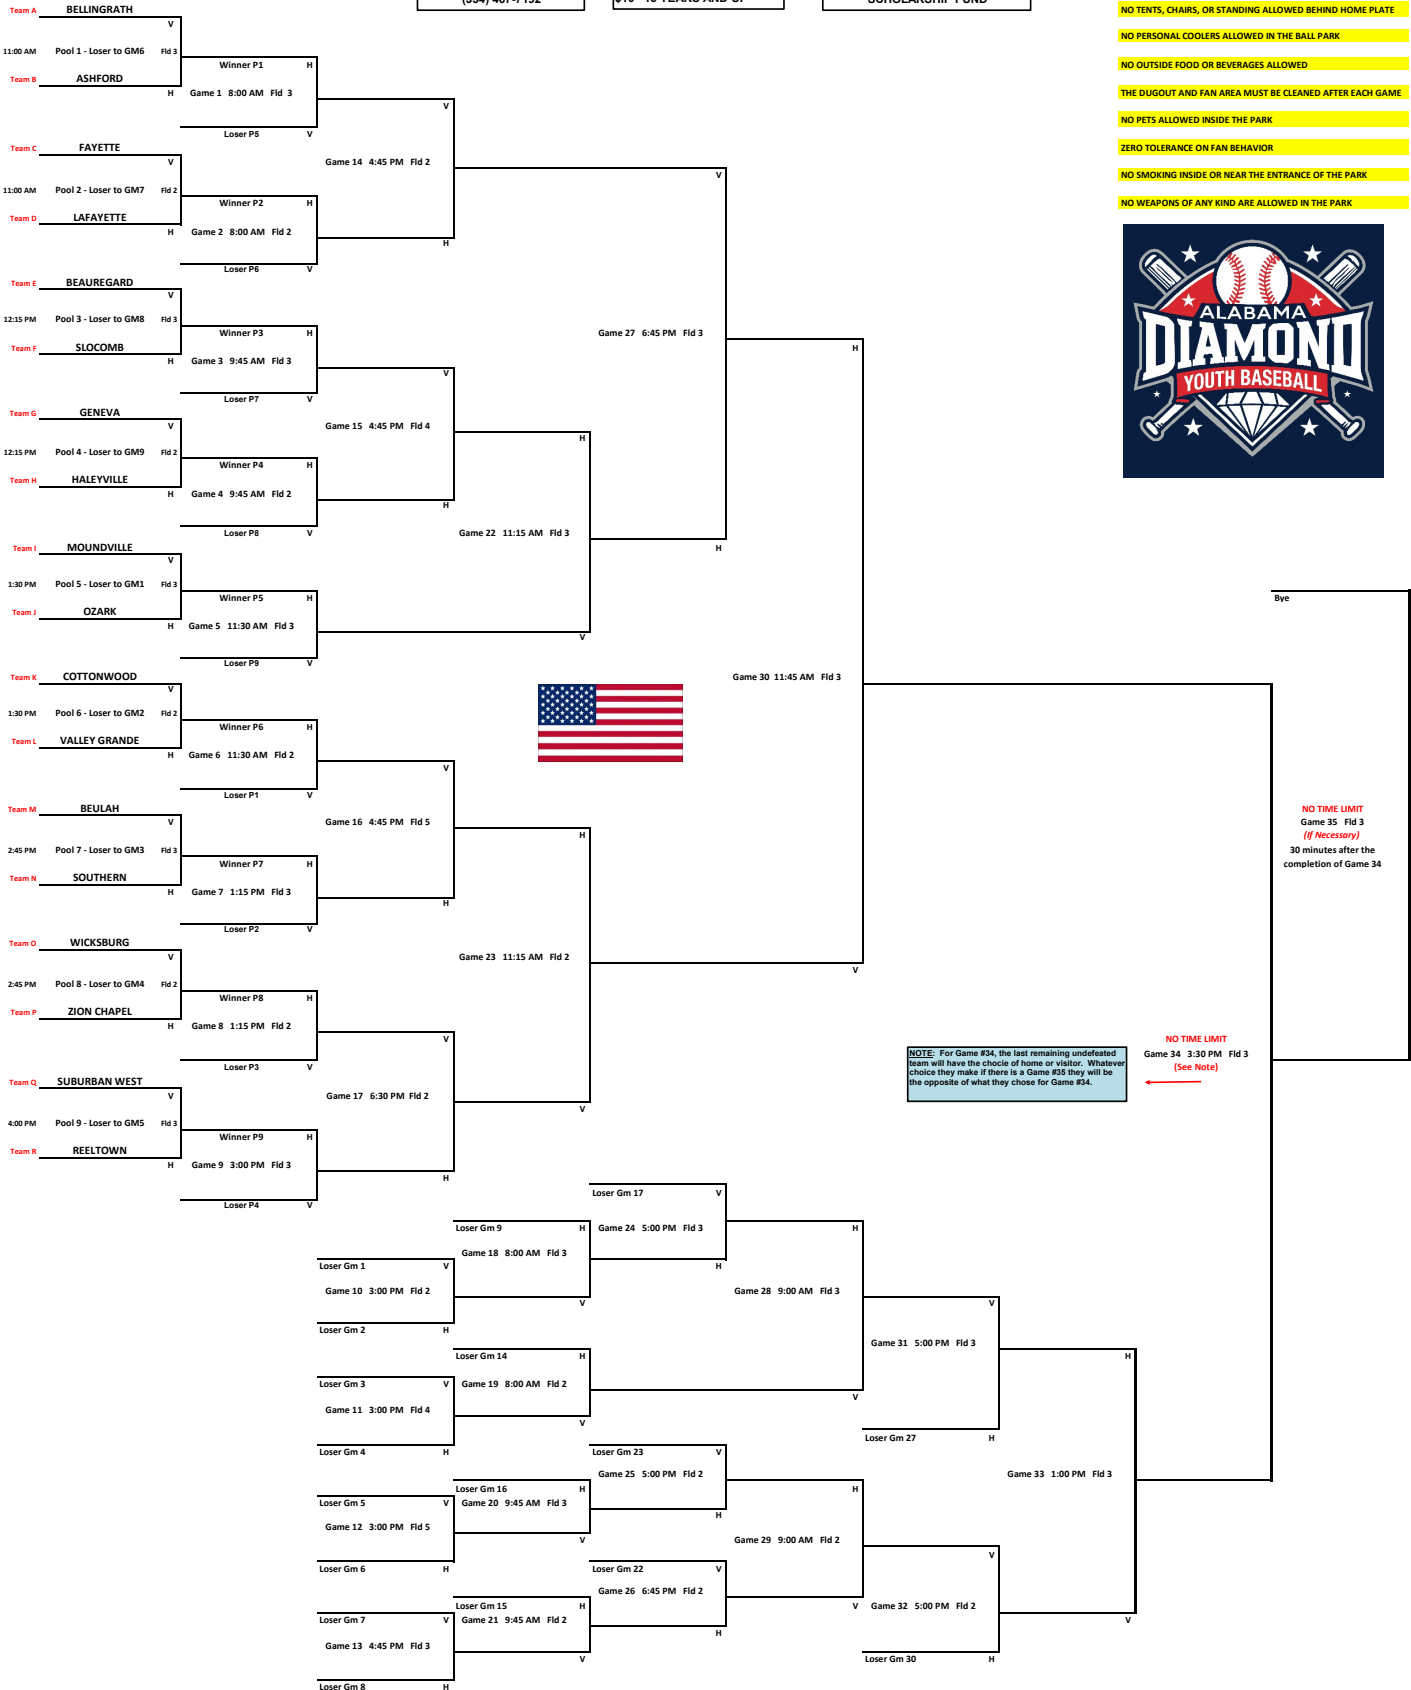 (334) 467-7192
$10 - 10 YEARS AND UP
SCHOLARSHIP FUND
NO TENTS, CHAIRS, OR STANDING ALLOWED BEHIND HOME PLATE
NO PERSONAL COOLERS ALLOWED IN THE BALL PARK
NO OUTSIDE FOOD OR BEVERAGES ALLOWED
THE DUGOUT AND FAN AREA MUST BE CLEANED AFTER EACH GAME
NO PETS ALLOWED INSIDE THE PARK
ZERO TOLERANCE ON FAN BEHAVIOR
NO SMOKING INSIDE OR NEAR THE ENTRANCE OF THE PARK
NO WEAPONS OF ANY KIND ARE ALLOWED IN THE PARK
ALABAMA
DIAMOND
YOUTH BASEBALL
Team A BELLINGRATH
V
11:00 AM Pool 1 - Loser to GM6 Fld 3
Team B ASHFORD
H
Team C FAYETTE
V
11:00 AM Pool 2 - Loser to GM7 Fld 2
Team D LAFAYETTE
H
Team E BEAUREGARD
V
12:15 PM Pool 3 - Loser to GM8 Fld 3
Team F SLOCOMB
H
Team G GENEVA
V
12:15 PM Pool 4 - Loser to GM9 Fld 2
Team H HALEYVILLE
H
Team I MOUNDVILLE
V
1:30 PM Pool 5 - Loser to GM1 Fld 3
Team J OZARK
H
Team K COTTONWOOD
V
1:30 PM Pool 6 - Loser to GM2 Fld 2
Team L VALLEY GRANDE
H
Team M BEULAH
V
2:45 PM Pool 7 - Loser to GM3 Fld 3
Team N SOUTHERN
H
Team O WICKSBURG
V
2:45 PM Pool 8 - Loser to GM4 Fld 2
Team P ZION CHAPEL
H
Team Q SUBURBAN WEST
V
4:00 PM Pool 9 - Loser to GM5 Fld 3
Team R REELTOWN
H
Winner P1 H
Game 1 8:00 AM Fld 3
Loser P5 V
Winner P2 H
Game 2 8:00 AM Fld 2
Loser P6 V
Winner P3 H
Game 3 9:45 AM Fld 3
Loser P7 V
Winner P4 H
Game 4 9:45 AM Fld 2
Loser P8 V
Winner P5 H
Game 5 11:30 AM Fld 3
Loser P9 V
Winner P6 H
Game 6 11:30 AM Fld 2
Loser P1 V
Winner P7 H
Game 7 1:15 PM Fld 3
Loser P2 V
Winner P8 H
Game 8 1:15 PM Fld 2
Loser P3 V
Winner P9 H
Game 9 3:00 PM Fld 3
Loser P4 V
V
Game 14 4:45 PM Fld 2
H
V
Game 15 4:45 PM Fld 4
H
V
Game 16 4:45 PM Fld 5
H
V
Game 17 6:30 PM Fld 2
H
H
Game 22 11:15 AM Fld 3
V
H
Game 23 11:15 AM Fld 2
V
V
Game 27 6:45 PM Fld 3
H
H
Game 30 11:45 AM Fld 3
V
Loser Gm 1 V
Game 10 3:00 PM Fld 2
Loser Gm 2 H
Loser Gm 3 V
Game 11 3:00 PM Fld 4
Loser Gm 4 H
Loser Gm 5 V
Game 12 3:00 PM Fld 5
Loser Gm 6 H
Loser Gm 7 V
Game 13 4:45 PM Fld 3
Loser Gm 8 H
Loser Gm 9 H
Game 18 8:00 AM Fld 3
V
Loser Gm 14 H
Game 19 8:00 AM Fld 2
V
Loser Gm 16 H
Game 20 9:45 AM Fld 3
V
Loser Gm 15 H
Game 21 9:45 AM Fld 2
V
Loser Gm 17 V
Game 24 5:00 PM Fld 3
H
Loser Gm 23 V
Game 25 5:00 PM Fld 2
H
Loser Gm 22 V
Game 26 6:45 PM Fld 2
H
H
Game 28 9:00 AM Fld 3
V
H
Game 29 9:00 AM Fld 2
V
V
Game 31 5:00 PM Fld 3
Loser Gm 27 H
V
Game 32 5:00 PM Fld 2
Loser Gm 30 H
H
Game 33 1:00 PM Fld 3
V
NOTE: For Game #34, the last remaining undefeated
team will have the chocie of home or visitor. Whatever
choice they make if there is a Game #35 they will be
the opposite of what they chose for Game #34.
NO TIME LIMIT
Game 34 3:30 PM Fld 3
(See Note)
Bye
NO TIME LIMIT
Game 35 Fld 3
(If Necessary)
30 minutes after the
completion of Game 34